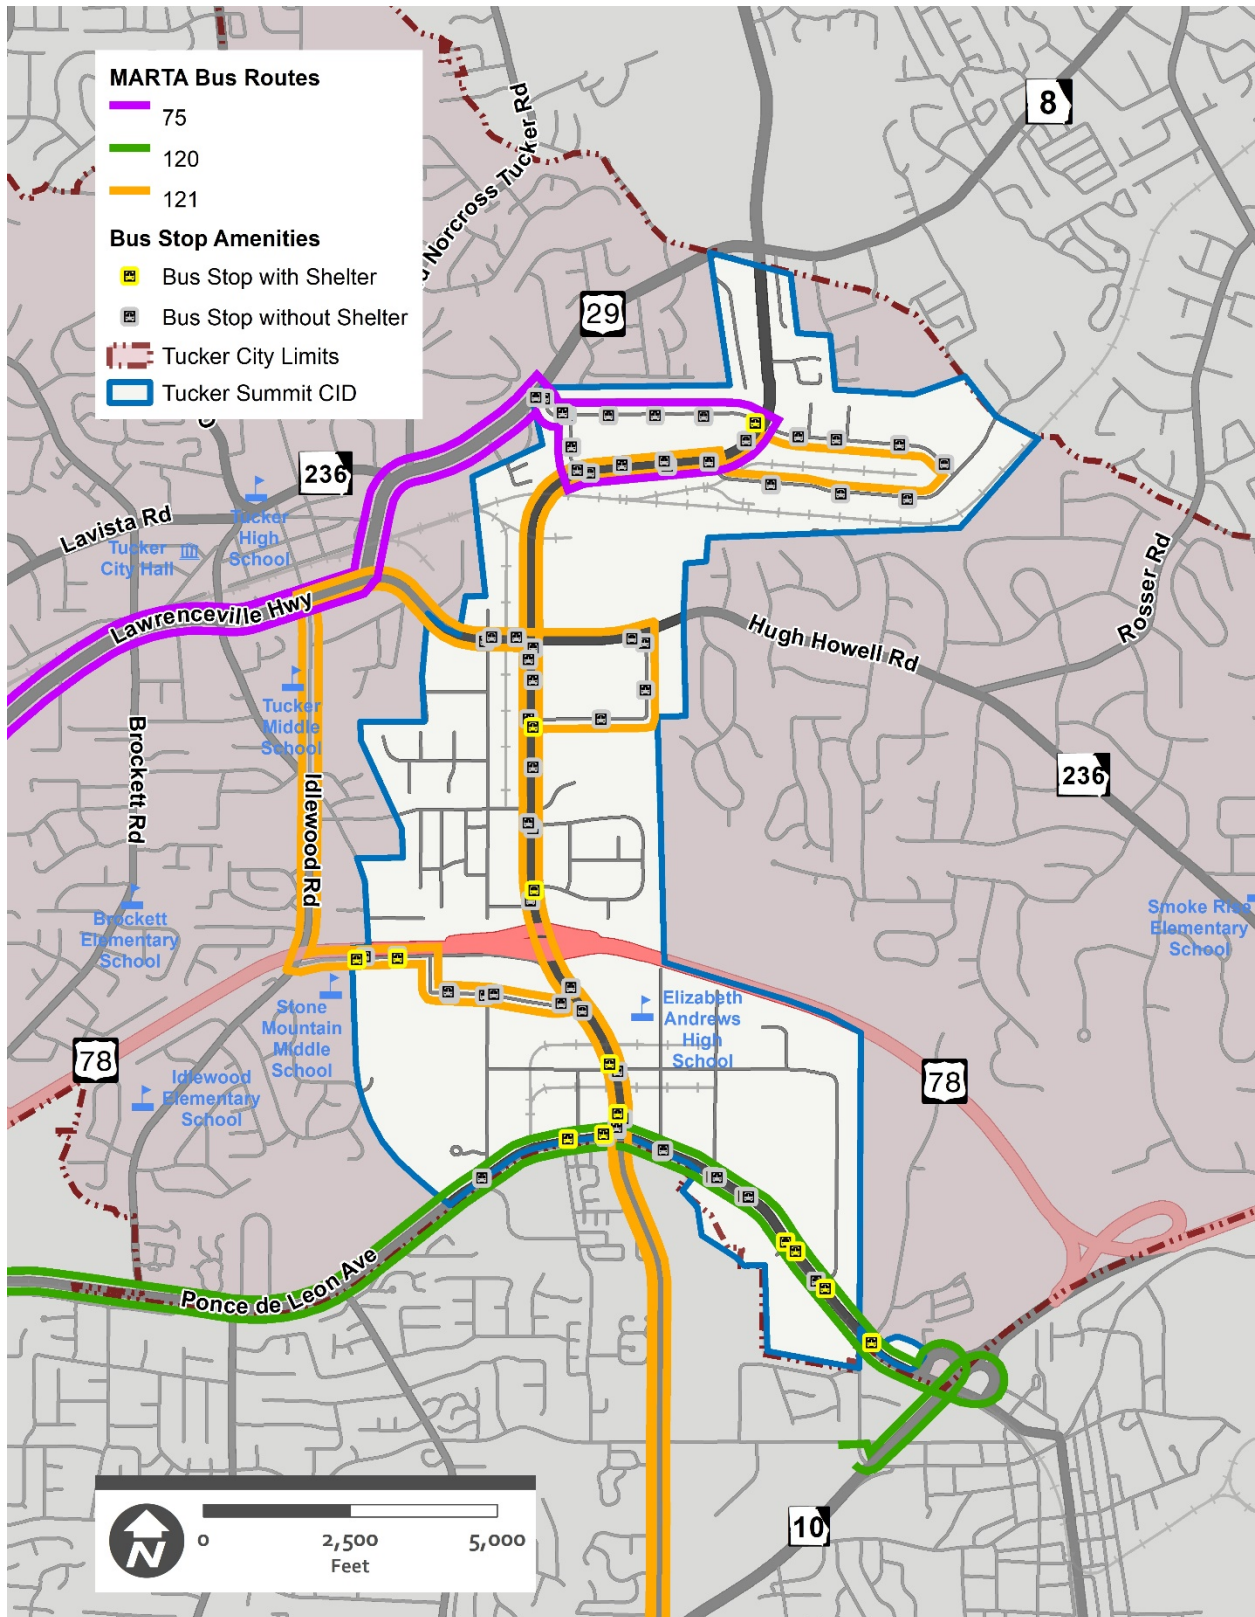 MARTA Bus Routes
75
120
121
Bus Stop Amenities
Bus Stop with Shelter
Bus Stop without Shelter
Tucker City Limits
Tucker Summit CID
Norcross Tucker Rd
8
29
236
Lavista Rd
Tucker
High
School
Tucker
City Hall
Lawrenceville Hwy
Hugh Howell Rd
Rosser Rd
Tucker
Middle
School
Brockett Rd
Idlewood Rd
236
Brockett
Elementary
School
Smoke Rise
Elementary
School
Stone
Mountain
Middle
School
Elizabeth
Andrews
High
School
78
78
Idlewood
Elementary
School
Ponce de Leon Ave
10
N
0
2,500
5,000
Feet